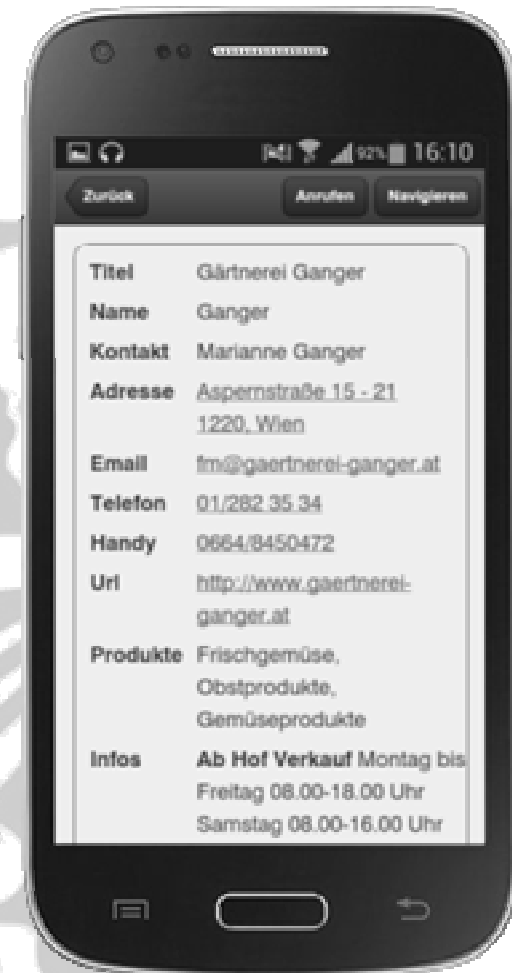 92% 16:10
Zurück Anrufen Navigieren
Titel Gärtnerei Ganger
Name Ganger
Kontakt Marianne Ganger
Adresse Aspernstraße 15 - 21
1220, Wien
Email fm@gaertnerei-ganger.at
Telefon 01/282 35 34
Handy 0664/8450472
Url http://www.gaertnerei-
ganger.at
Produkte Frischgemüse,
Obstprodukte,
Gemüseprodukte
Infos Ab Hof Verkauf Montag bis
Freitag 08.00-18.00 Uhr
Samstag 08.00-16.00 Uhr